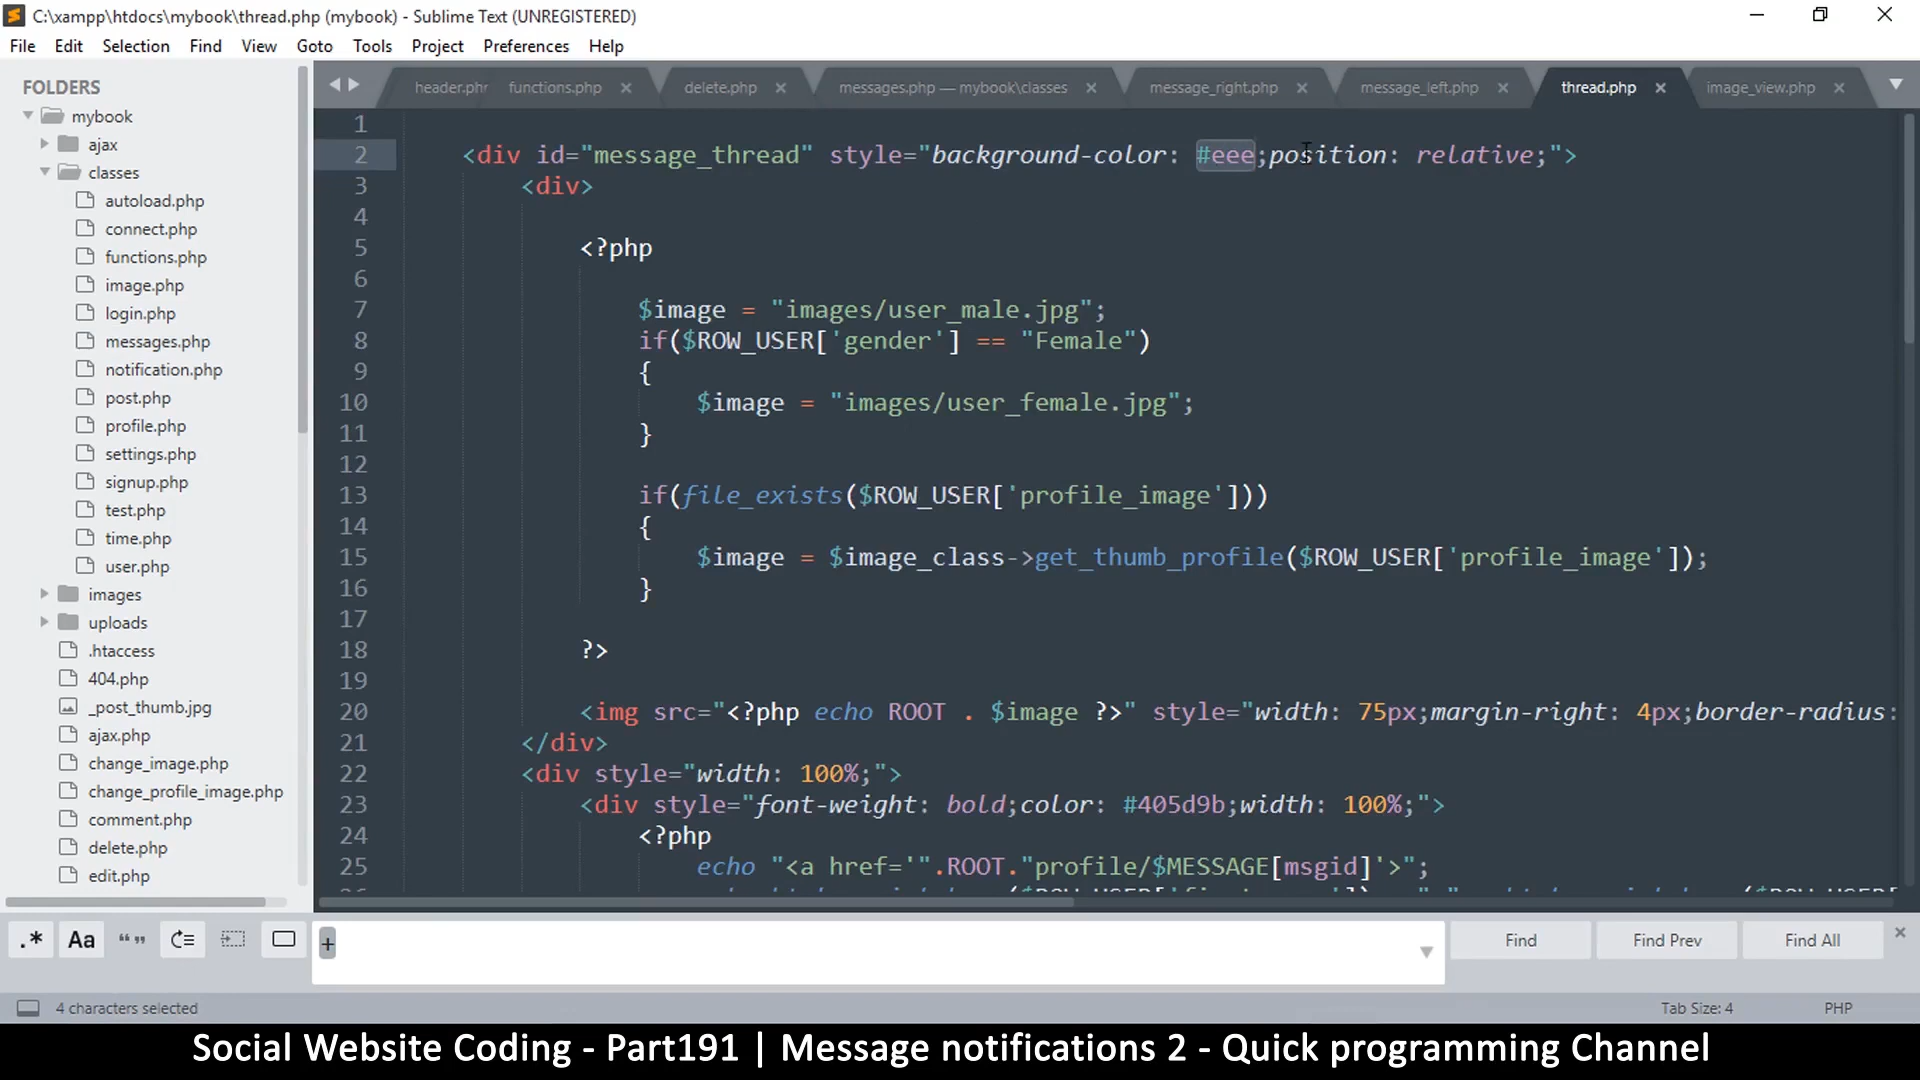 C:\xampp\htdocs\mybook\thread.php (mybook) - Sublime Text (UNREGISTERED)
File Edit Selection Find View Goto Tools Project Preferences Help
FOLDERS
mybook
ajax
classes
autoload.php
connect.php
functions.php
image.php
login.php
messages.php
notification.php
post.php
profile.php
settings.php
signup.php
test.php
time.php
user.php
images
uploads
.htaccess
404.php
_post_thumb.jpg
ajax.php
change_image.php
change_profile_image.php
comment.php
delete.php
edit.php
header.php functions.php delete.php messages.php — mybook\classes message_right.php message_left.php thread.php image_view.php
1
2 <div id="message_thread" style="background-color: #eee;position: relative;">
3 <div>
4
5 <?php
6
7 $image = "images/user_male.jpg";
8 if($ROW_USER['gender'] == "Female")
9 {
10 $image = "images/user_female.jpg";
11 }
12
13 if(file_exists($ROW_USER['profile_image']))
14 {
15 $image = $image_class->get_thumb_profile($ROW_USER['profile_image']);
16 }
17
18 ?>
19
20 <img src="<?php echo ROOT . $image ?>" style="width: 75px;margin-right: 4px;border-radius:
21 </div>
22 <div style="width: 100%;">
23 <div style="font-weight: bold;color: #405d9b;width: 100%;">
24 <?php
25 echo "<a href='".ROOT."profile/$MESSAGE[msgid]'>";
.* Aa “” + Find Find Prev Find All
4 characters selected Tab Size: 4 PHP
Social Website Coding - Part191 | Message notifications 2 - Quick programming Channel